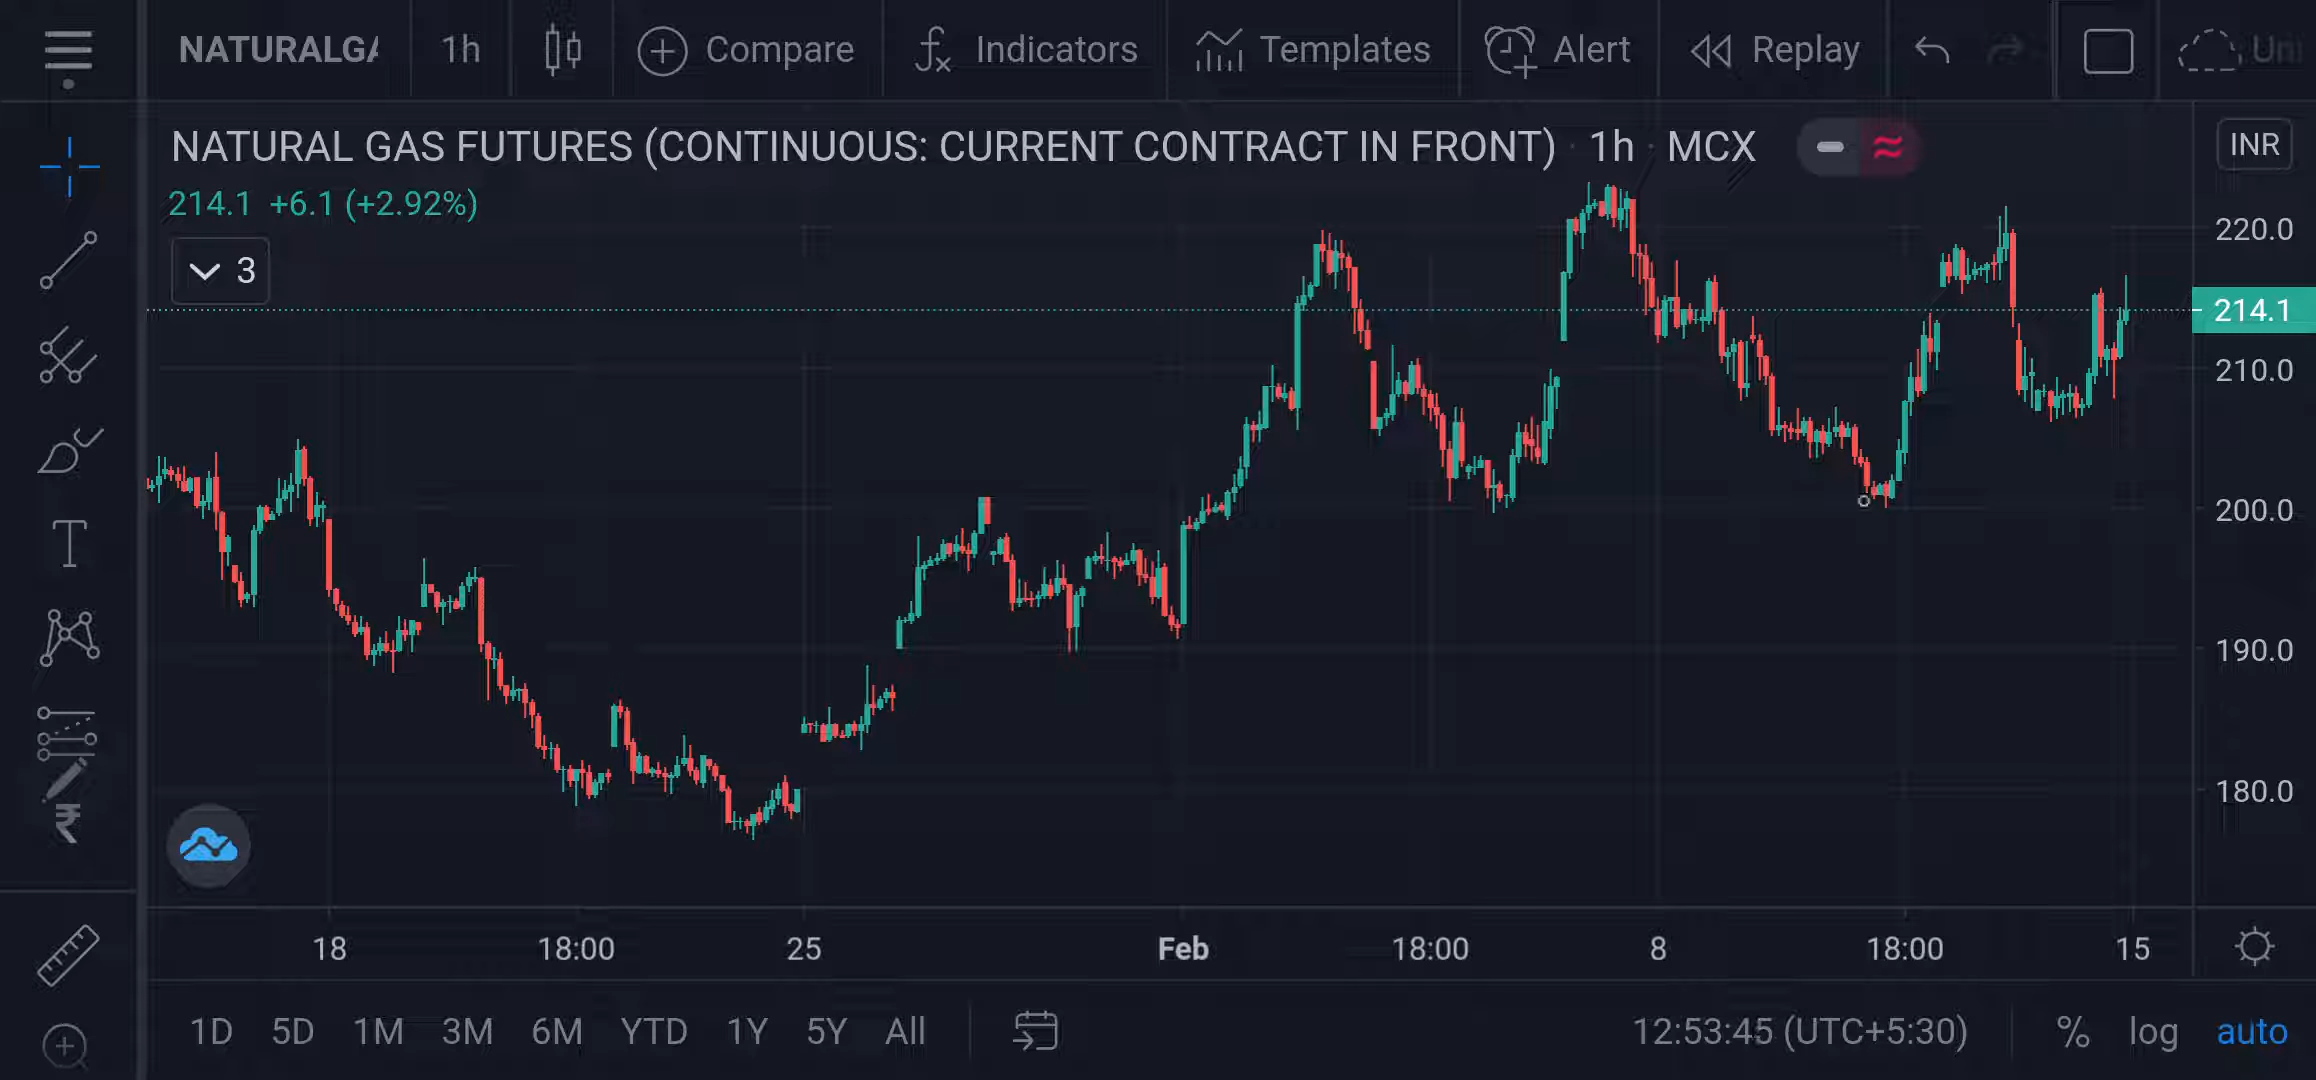 NATURALGA 1h Compare Indicators Templates Alert Replay
NATURAL GAS FUTURES (CONTINUOUS: CURRENT CONTRACT IN FRONT) · 1h · MCX
INR
214.1 +6.1 (+2.92%)
3
220.0
214.1
210.0
200.0
190.0
180.0
T
₹
18 18:00 25 Feb 18:00 8 18:00 15
1D 5D 1M 3M 6M YTD 1Y 5Y All 12:53:45 (UTC+5:30) % log auto